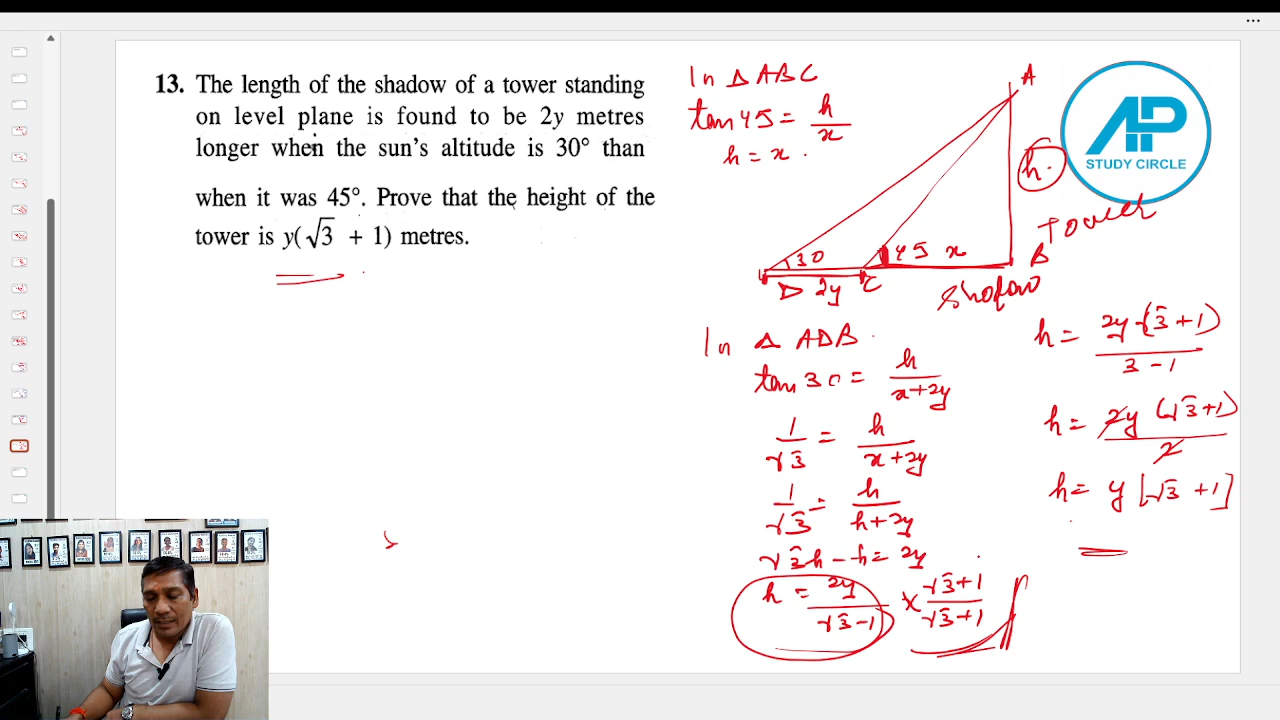 13. The length of the shadow of a tower standing
on level plane is found to be 2y metres
longer when the sun's altitude is 30° than
when it was 45°. Prove that the height of the
tower is y(√3 + 1) metres.
In Δ ABC
tan 45 = h/x
h = x
A
h
B
Tower
30
45 x
D 2y C
AP
STUDY CIRCLE
In Δ ADB
tan 30 = h/(x+2y)
1/√3 = h/(x+2y)
1/√3 = h/(h+2y)
√3h - h = 2y
h = 2y/(√3-1) × (√3+1)/(√3+1)
h = 2y(√3+1)/(3-1)
h = 2y(√3+1)/2
h = y[√3 + 1]